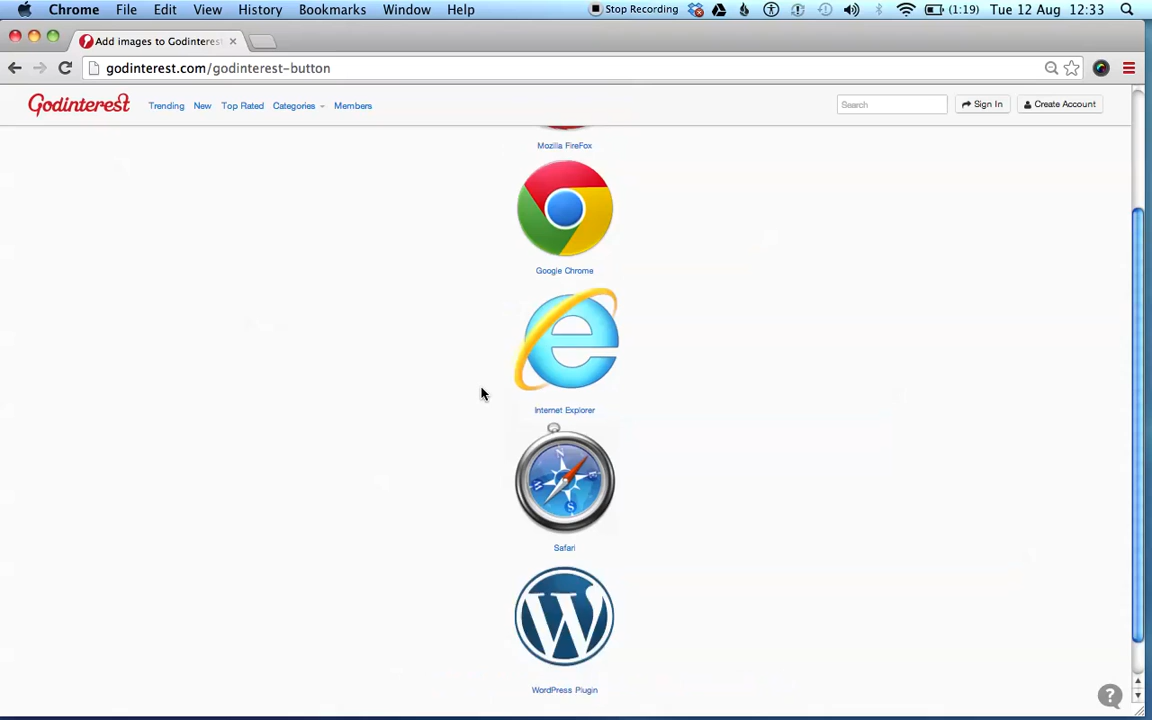 Chrome File Edit View History Bookmarks Window Help Stop Recording (1:19) Tue 12 Aug 12:33
Add images to Godinteres
godinterest.com/godinterest-button
Godinterest Trending New Top Rated Categories Members Search Sign In Create Account
Mozilla FireFox
Google Chrome
Internet Explorer
N
W E
S
Safari
W
WordPress Plugin
?